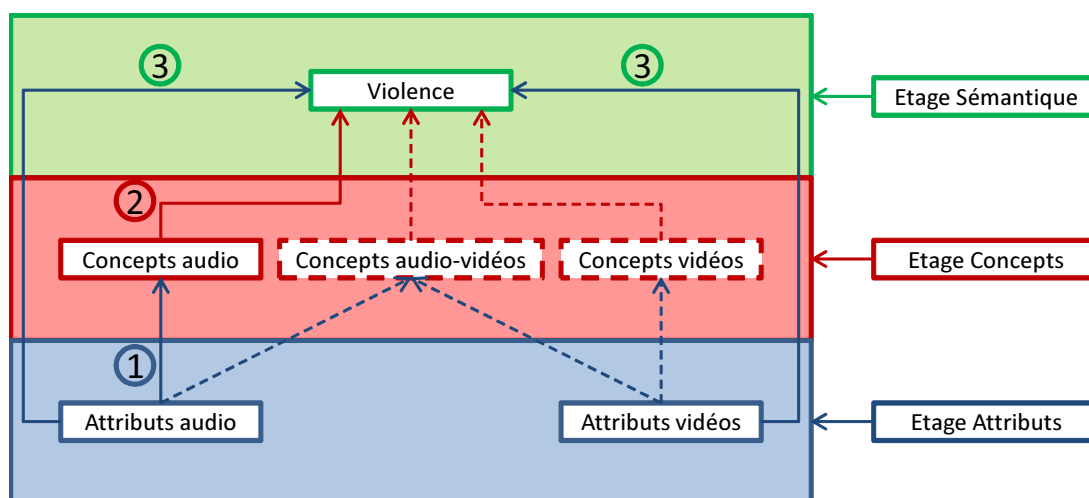 3
3
Violence
Etage Sémantique
2
Concepts audio
Concepts audio-vidéos
Concepts vidéos
Etage Concepts
1
Attributs audio
Attributs vidéos
Etage Attributs